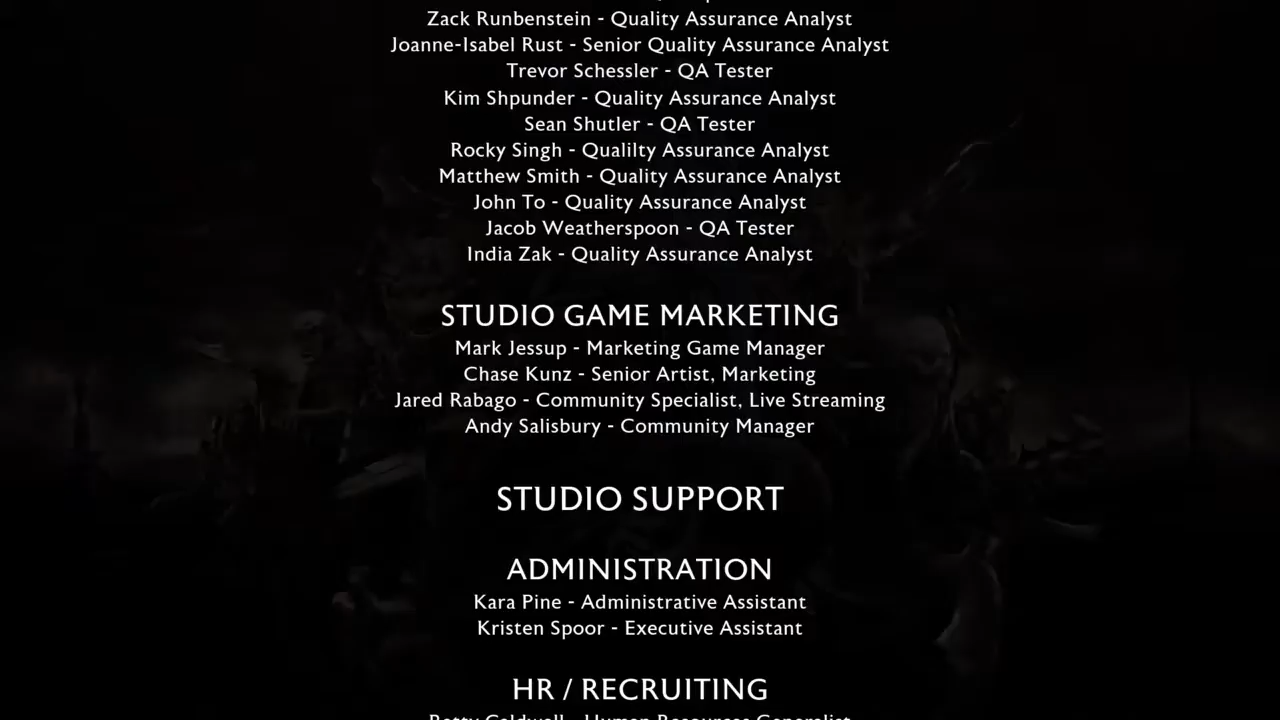 Zack Runbenstein - Quality Assurance Analyst
Joanne-Isabel Rust - Senior Quality Assurance Analyst
Trevor Schessler - QA Tester
Kim Shpunder - Quality Assurance Analyst
Sean Shutler - QA Tester
Rocky Singh - Qualilty Assurance Analyst
Matthew Smith - Quality Assurance Analyst
John To - Quality Assurance Analyst
Jacob Weatherspoon - QA Tester
India Zak - Quality Assurance Analyst
STUDIO GAME MARKETING
Mark Jessup - Marketing Game Manager
Chase Kunz - Senior Artist, Marketing
Jared Rabago - Community Specialist, Live Streaming
Andy Salisbury - Community Manager
STUDIO SUPPORT
ADMINISTRATION
Kara Pine - Administrative Assistant
Kristen Spoor - Executive Assistant
HR / RECRUITING
Caldwell - Human Resources Generalist